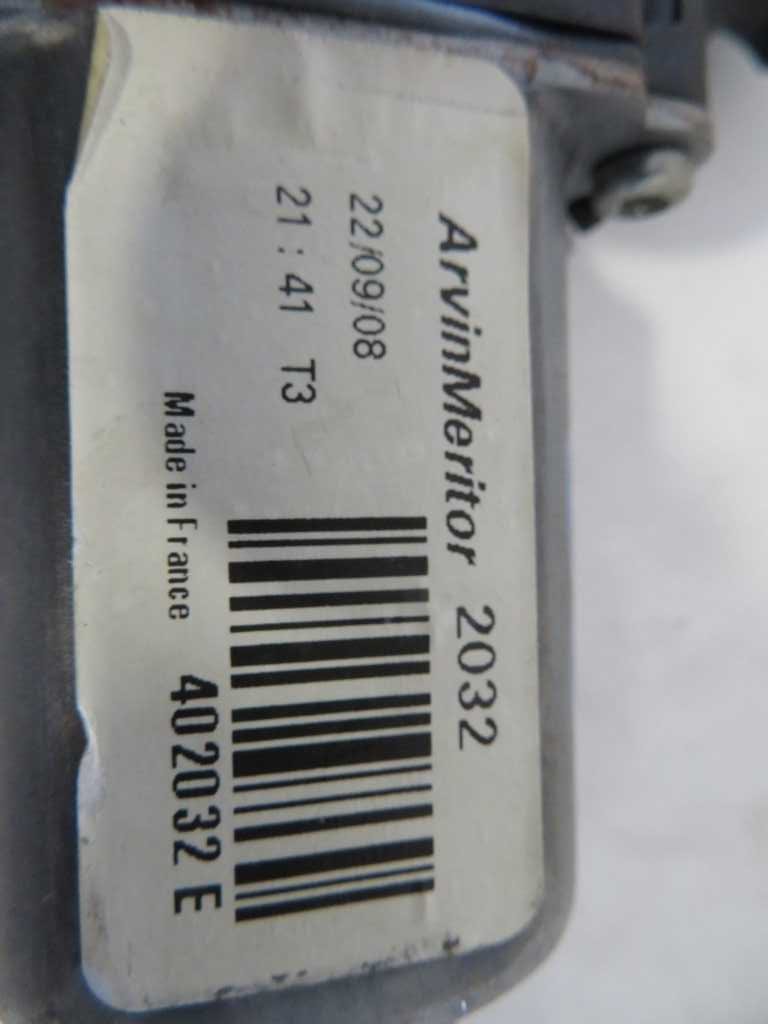 ArvinMeritor 2032
22/09/08
21 : 41 T3
Made in France 402032 E